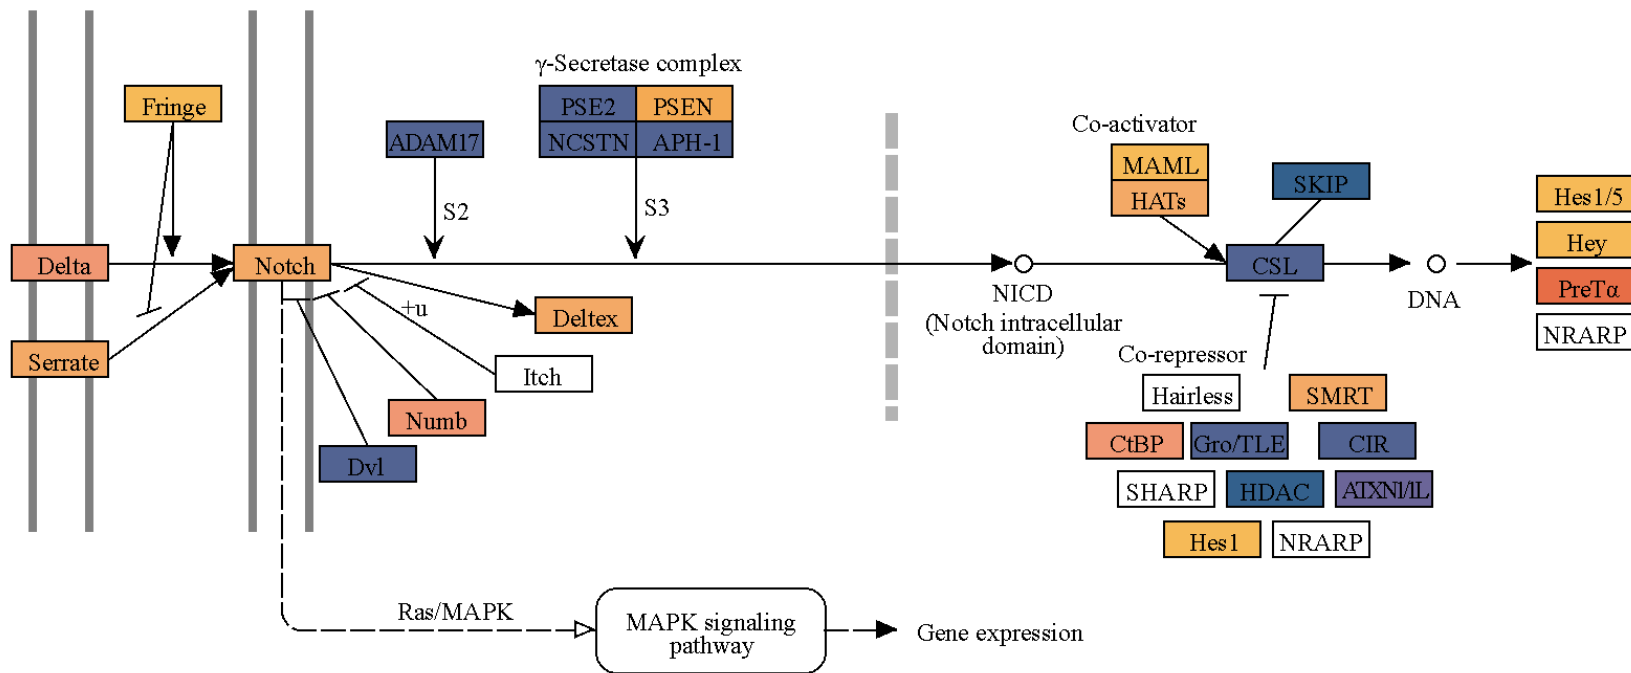 γ-Secretase complex
Fringe
PSE2
PSEN
ADAM17
NCSTN
APH-1
Co-activator
MAML
SKIP
HATs
Hes1/5
S2
S3
Hey
Delta
Notch
CSL
NICD
(Notch intracellular
domain)
DNA
PreTα
+u
Deltex
NRARP
Serrate
Itch
Co-repressor
Hairless
SMRT
Numb
CtBP
Gro/TLE
CIR
Dvl
SHARP
HDAC
ATXN1/1L
Hes1
NRARP
Ras/MAPK
MAPK signaling
pathway
Gene expression